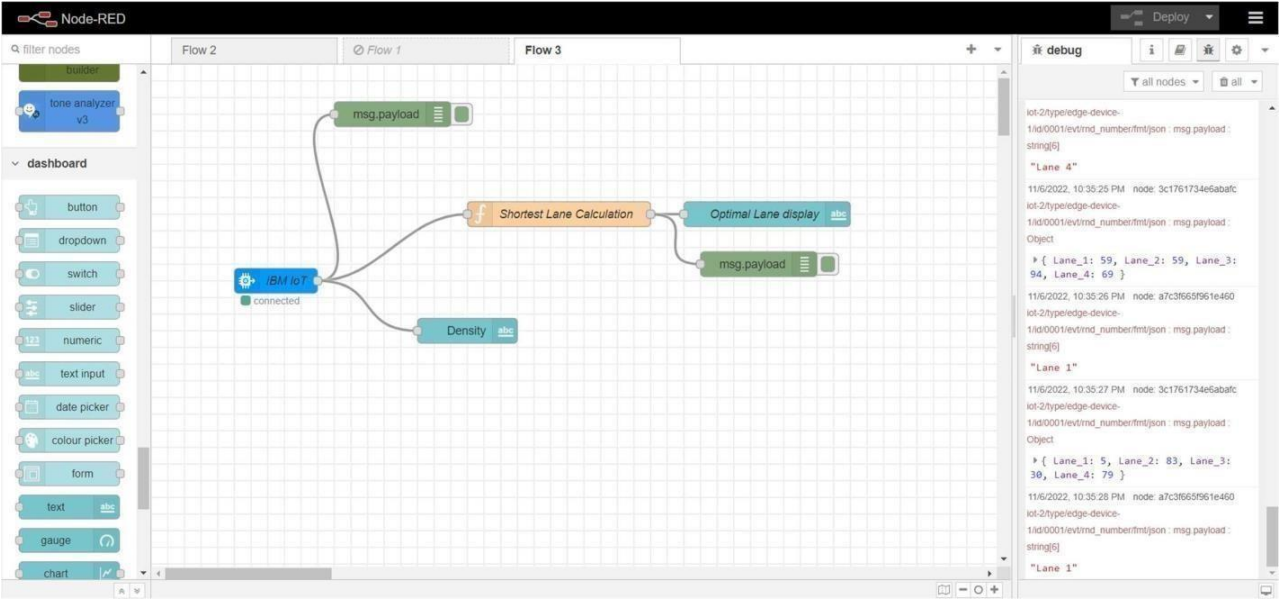 Node-RED
Deploy
filter nodes
Flow 2
Flow 1
Flow 3
debug
i
builder
tone analyzer
v3
dashboard
button
dropdown
switch
slider
123
numeric
abc
text input
date picker
colour picker
form
text
abc
gauge
chart
msg.payload
f
Shortest Lane Calculation
Optimal Lane display
abc
msg.payload
IBM IoT
connected
Density
abc
all nodes
all
iot-2/type/edge-device-
1/id/0001/evt/rnd_number/fmt/json : msg.payload :
string[6]
"Lane 4"
11/6/2022, 10:35:25 PM node: 3c1761734e6abafc
iot-2/type/edge-device-
1/id/0001/evt/rnd_number/fmt/json : msg.payload :
Object
{ Lane_1: 59, Lane_2: 59, Lane_3:
94, Lane_4: 69 }
11/6/2022, 10:35:26 PM node: a7c3f665f961e460
iot-2/type/edge-device-
1/id/0001/evt/rnd_number/fmt/json : msg.payload :
string[6]
"Lane 1"
11/6/2022, 10:35:27 PM node: 3c1761734e6abafc
iot-2/type/edge-device-
1/id/0001/evt/rnd_number/fmt/json : msg.payload :
Object
{ Lane_1: 5, Lane_2: 83, Lane_3:
30, Lane_4: 79 }
11/6/2022, 10:35:28 PM node: a7c3f665f961e460
iot-2/type/edge-device-
1/id/0001/evt/rnd_number/fmt/json : msg.payload :
string[6]
"Lane 1"